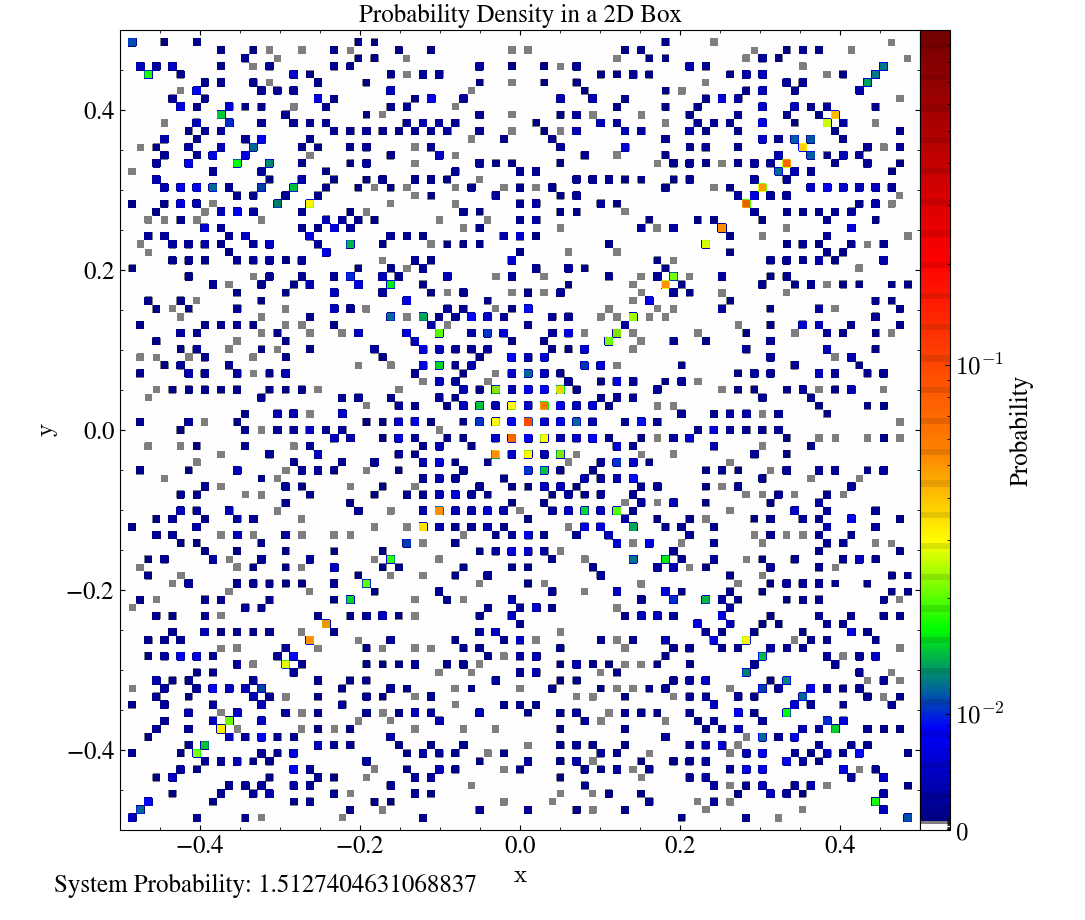 Probability Density in a 2D Box
0.4
0.2
0.0
−0.2
−0.4
y
−0.4 −0.2 0.0 0.2 0.4
x
10⁻¹
10⁻²
0
Probability
System Probability: 1.5127404631068837